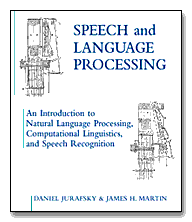 SPEECH and
LANGUAGE
PROCESSING
An Introduction to
Natural Language Processing,
Computational Linguistics,
and Speech Recognition
DANIEL JURAFSKY & JAMES H. MARTIN